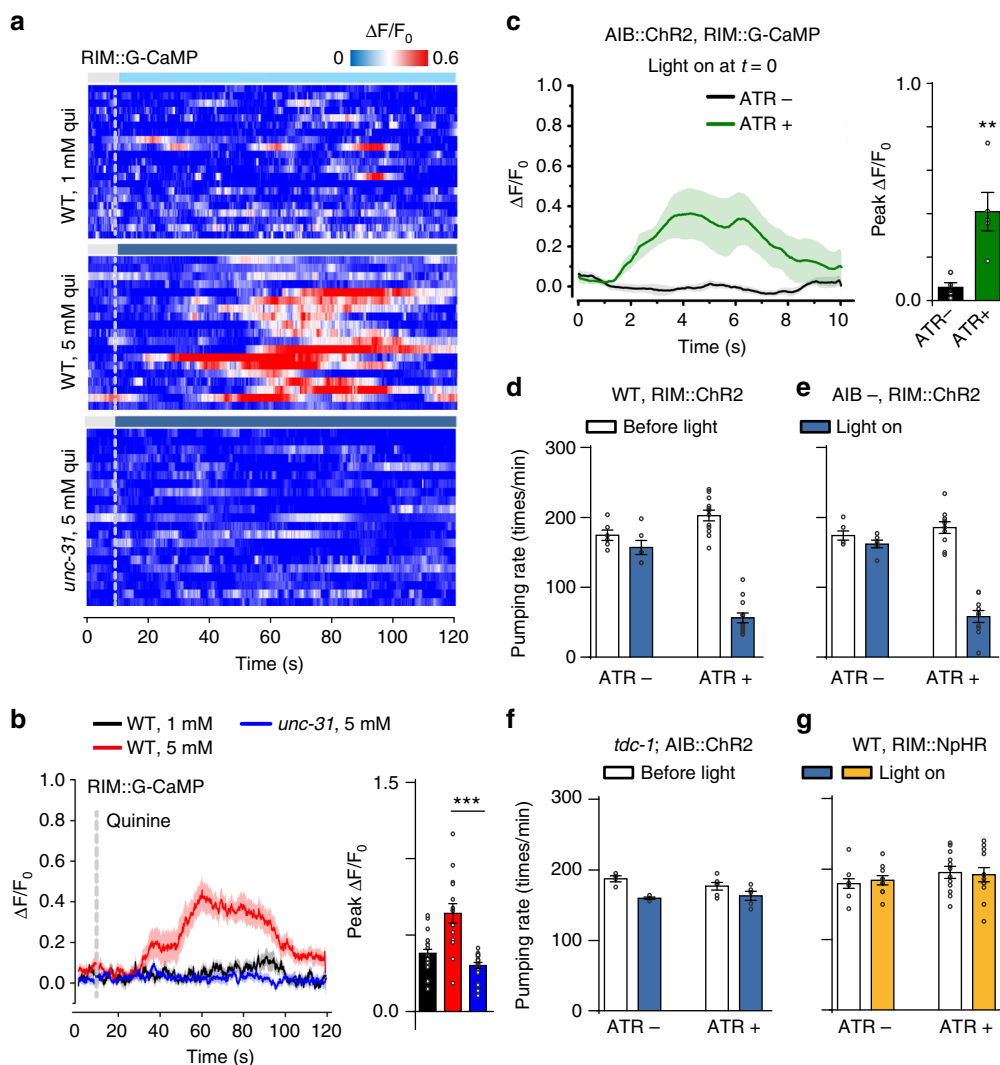 a
RIM::G-CaMP
ΔF/F0
0 0.6
WT, 1 mM qui
WT, 5 mM qui
unc-31, 5 mM qui
0 20 40 60 80 100 120
Time (s)
b
WT, 1 mM unc-31, 5 mM
WT, 5 mM
RIM::G-CaMP
Quinine
ΔF/F0
1.0
0.8
0.6
0.4
0.2
0.0
0 20 40 60 80 100 120
Time (s)
Peak ΔF/F0
1.5
0.0
***
c
AIB::ChR2, RIM::G-CaMP
Light on at t = 0
ATR –
ATR +
ΔF/F0
1.0
0.8
0.6
0.4
0.2
0.0
0 2 4 6 8 10
Time (s)
Peak ΔF/F0
1.0
0.0
**
ATR–
ATR+
d
WT, RIM::ChR2
e
AIB –, RIM::ChR2
Before light
Light on
Pumping rate (times/min)
300
200
100
0
ATR – ATR +
ATR – ATR +
f
tdc-1; AIB::ChR2
g
WT, RIM::NpHR
Before light
Light on
Pumping rate (times/min)
300
200
100
0
ATR – ATR +
ATR – ATR +